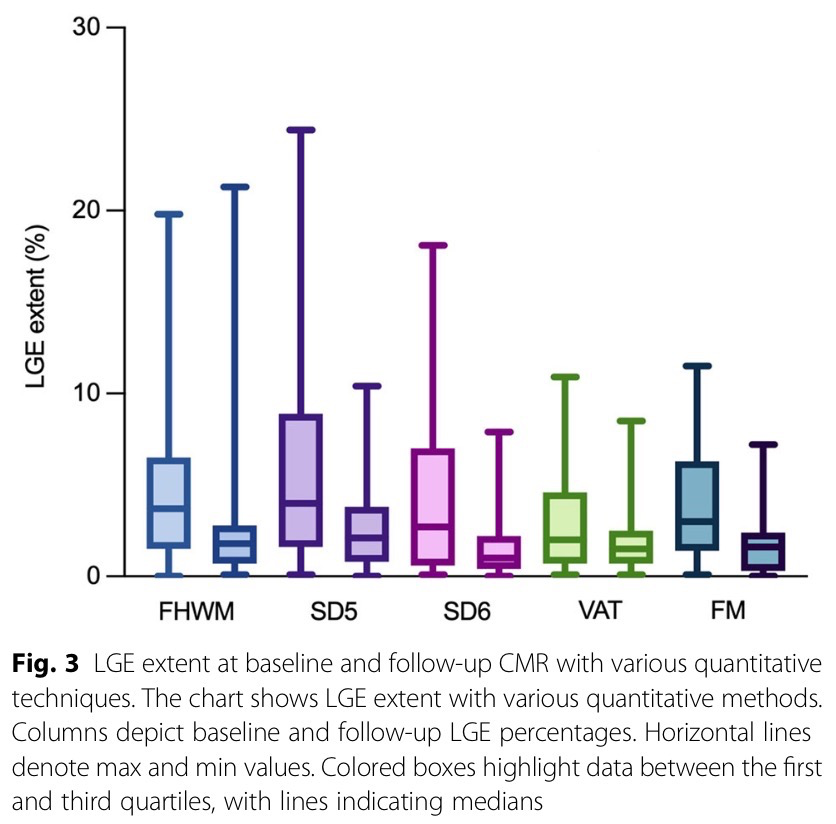 30
20
10
0
LGE extent (%)
FHWM SD5 SD6 VAT FM
Fig. 3 LGE extent at baseline and follow-up CMR with various quantitative
techniques. The chart shows LGE extent with various quantitative methods.
Columns depict baseline and follow-up LGE percentages. Horizontal lines
denote max and min values. Colored boxes highlight data between the first
and third quartiles, with lines indicating medians